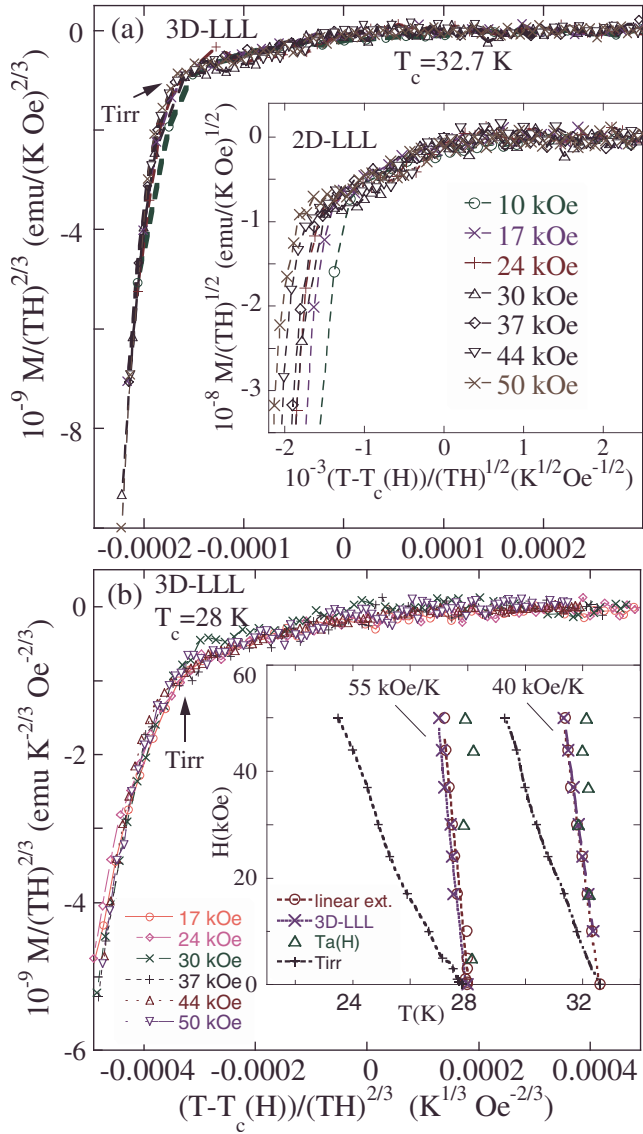 (a)
3D-LLL
T_c=32.7 K
Tirr
10^-9 M/(TH)^2/3 (emu/(K Oe)^2/3)
0
-4
-8
-0.0002
-0.0001
0
0.0001
0.0002
2D-LLL
10^-8 M/(TH)^1/2 (emu/(K Oe)^1/2)
0
-1
-2
-3
10 kOe
17 kOe
24 kOe
30 kOe
37 kOe
44 kOe
50 kOe
-2
-1
0
1
2
10^-3(T-T_c(H))/(TH)^1/2(K^1/2Oe^-1/2)
(b)
3D-LLL
T_c=28 K
Tirr
10^-9 M/(TH)^2/3 (emu K^-2/3 Oe^-2/3)
0
-2
-4
-6
17 kOe
24 kOe
30 kOe
37 kOe
44 kOe
50 kOe
55 kOe/K
40 kOe/K
H(kOe)
60
40
20
0
linear ext.
3D-LLL
Ta(H)
Tirr
24
28
32
T(K)
-0.0004
-0.0002
0
0.0002
0.0004
(T-T_c(H))/(TH)^2/3 (K^1/3 Oe^-2/3)